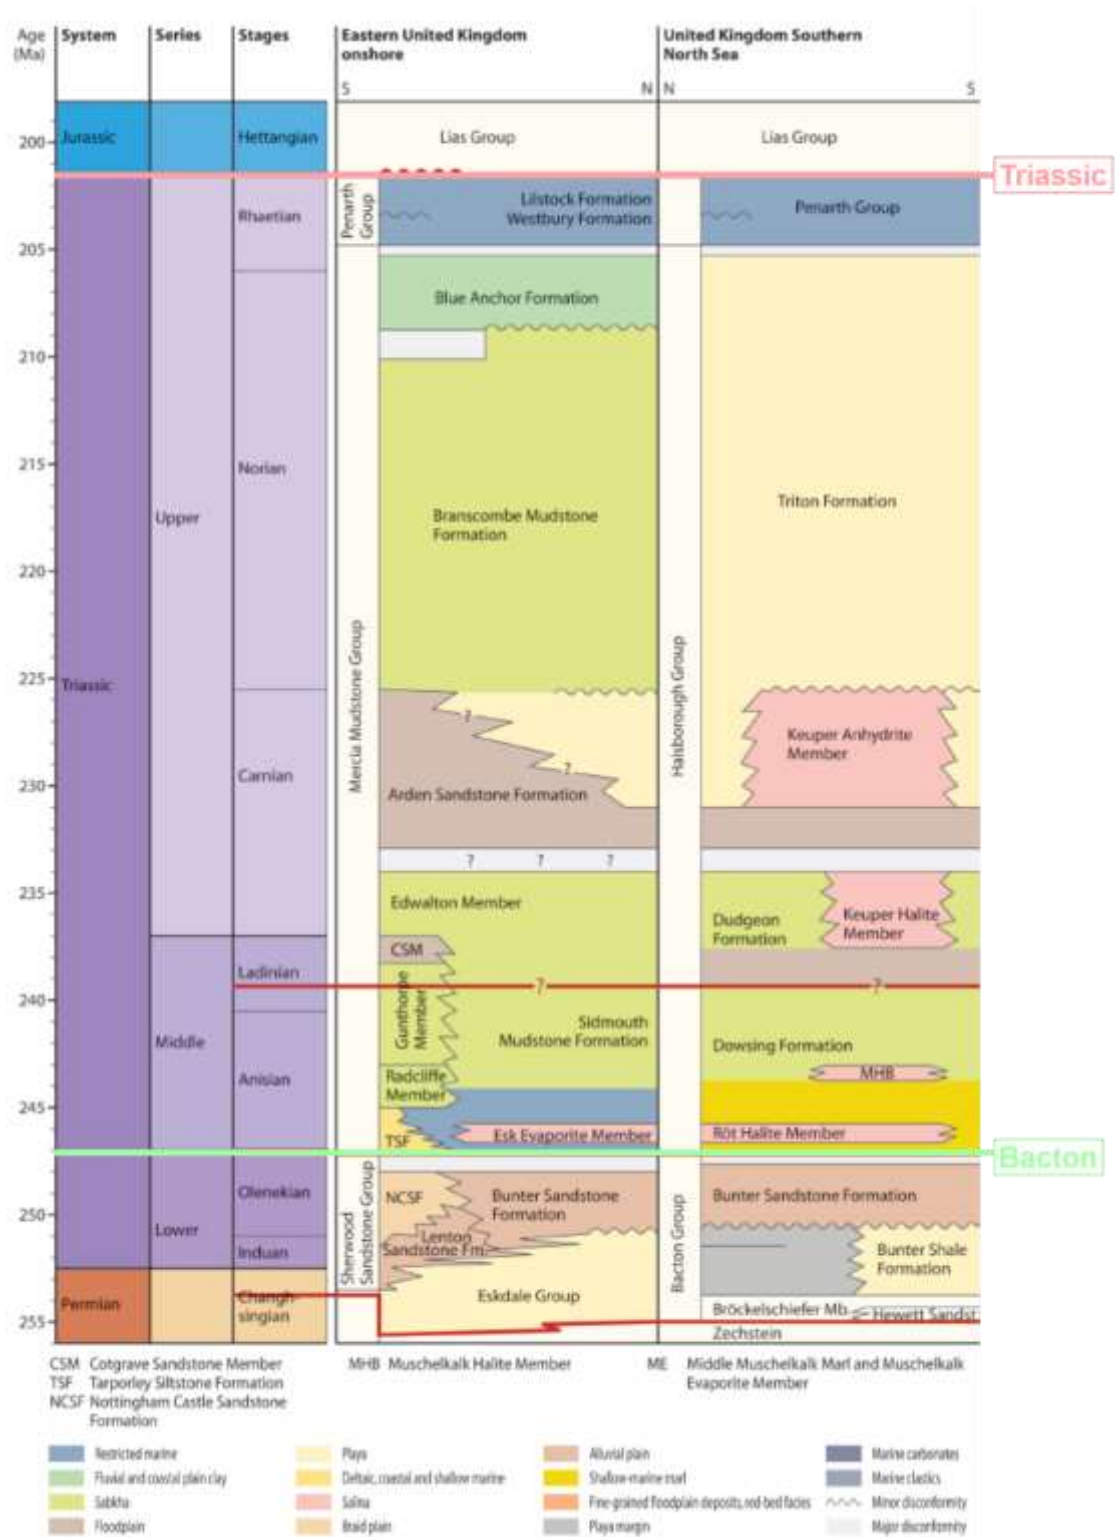 Age
(Ma)
System
Series
Stages
Eastern United Kingdom
onshore
United Kingdom Southern
North Sea
S
N
N
S
200
Jurassic
Hettangian
Lias Group
Lias Group
Triassic
Penarth
Group
Rhaetian
Lilstock Formation
Westbury Formation
Penarth Group
205
Blue Anchor Formation
210
215
Norian
Upper
Branscombe Mudstone
Formation
Triton Formation
220
225
Triassic
Mercia Mudstone Group
Haisborough Group
?
Keuper Anhydrite
Member
?
Carnian
230
Arden Sandstone Formation
? ? ?
235
Edwalton Member
Dudgeon
Formation
Keuper Halite
Member
CSM
Ladinian
240
?
?
Gunthorpe
Member
Middle
Sidmouth
Mudstone Formation
Dowsing Formation
Anisian
Radcliffe
Member
MHB
245
TSF
Esk Evaporite Member
Röt Halite Member
Bacton
Olenekian
Sherwood
Sandstone Group
NCSF
Bunter Sandstone
Formation
Bacton Group
Bunter Sandstone Formation
250
Lower
Lenton
Sandstone Fm.
Induan
Bunter Shale
Formation
Permian
Changh-
singian
Eskdale Group
Bröckelschiefer Mb.
Hewett Sandst.
255
Zechstein
CSM Cotgrave Sandstone Member
TSF Tarporley Siltstone Formation
NCSF Nottingham Castle Sandstone
Formation
MHB Muschelkalk Halite Member
ME Middle Muschelkalk Marl and Muschelkalk
Evaporite Member
Restricted marine
Fluvial and coastal plain clay
Sabkha
Floodplain
Playa
Deltaic, coastal and shallow marine
Salina
Braid plain
Alluvial plain
Shallow-marine marl
Fine-grained floodplain deposits, red-bed facies
Playa margin
Marine carbonates
Marine clastics
Minor disconformity
Major disconformity